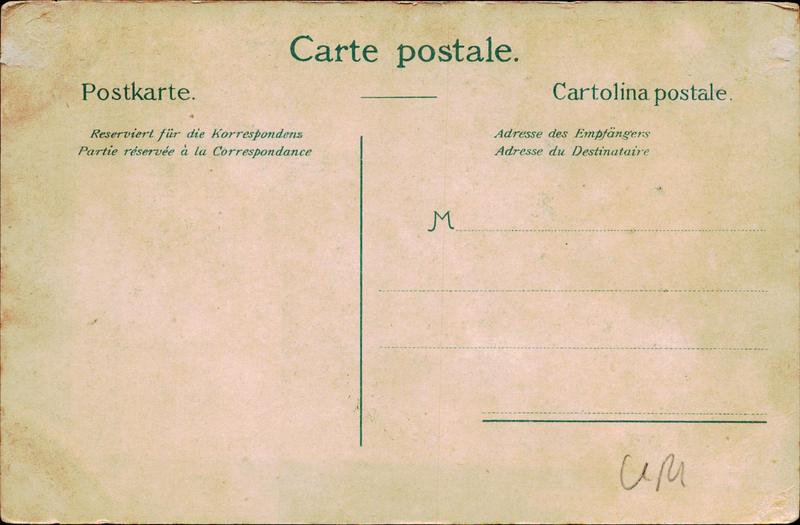 Carte postale.
Postkarte.
Cartolina postale.
Reserviert für die Korrespondens
Partie réservée à la Correspondance
Adresse des Empfängers
Adresse du Destinataire
M